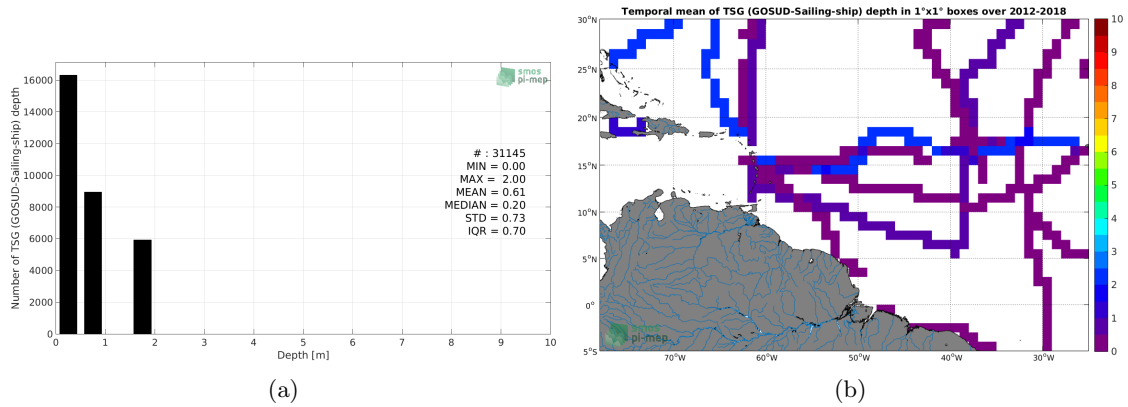 16000
14000
12000
10000
8000
6000
4000
2000
0
Number of TSG (GOSUD-Sailing-ship) depth
smos
pi-mep
# : 31145
MIN = 0.00
MAX = 2.00
MEAN = 0.61
MEDIAN = 0.20
STD = 0.73
IQR = 0.70
0 1 2 3 4 5 6 7 8 9 10
Depth [m]
(a)
Temporal mean of TSG (GOSUD-Sailing-ship) depth in 1°x1° boxes over 2012-2018
30°N
25°N
20°N
15°N
10°N
5°N
0°
5°S
smos
pi-mep
70°W 60°W 50°W 40°W 30°W
10
9
8
7
6
5
4
3
2
1
0
(b)